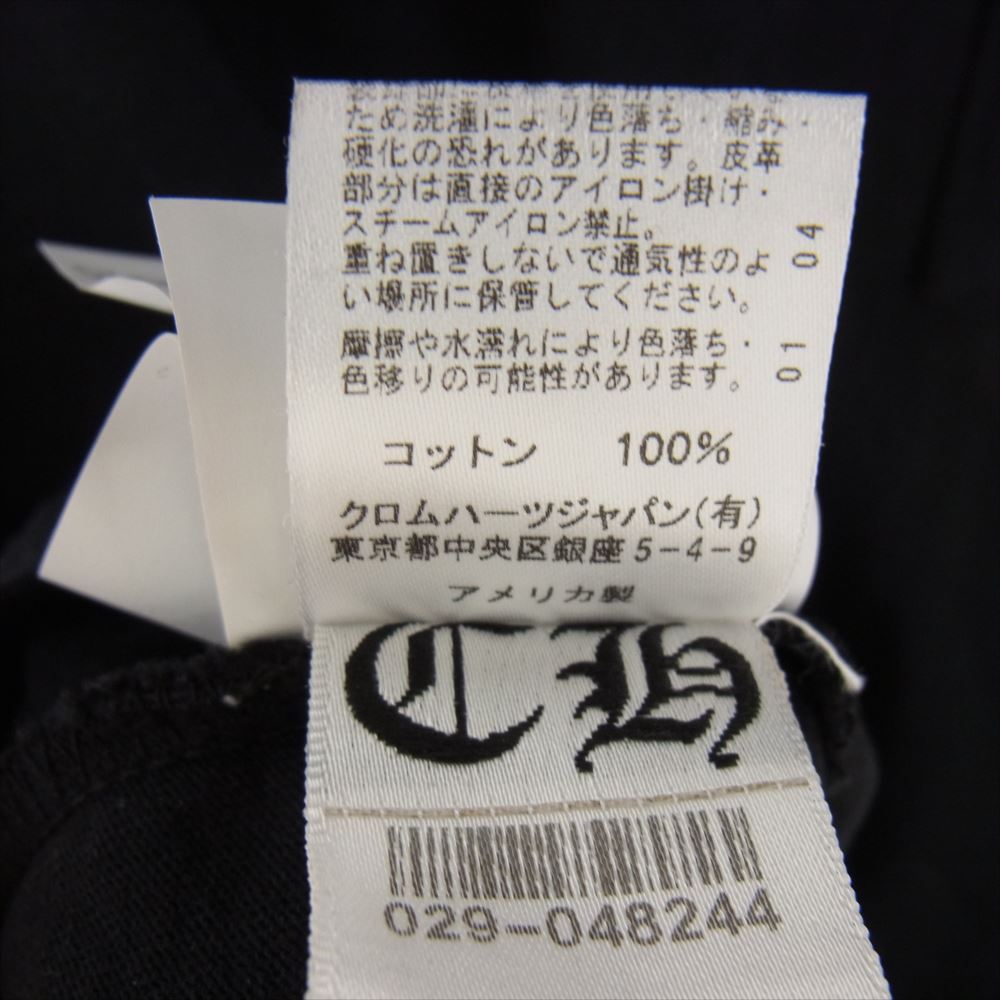 ため洗濯により色落ち・縮み・
硬化の恐れがあります。皮革
部分は直接のアイロン掛け・
スチームアイロン禁止。
重ね置きしないで通気性のよ
い場所に保管してください。
摩擦や水濡れにより色落ち・
色移りの可能性があります。
01 04
コットン 100%
クロムハーツジャパン(有)
東京都中央区銀座5-4-9
アメリカ製
CH
029-048244